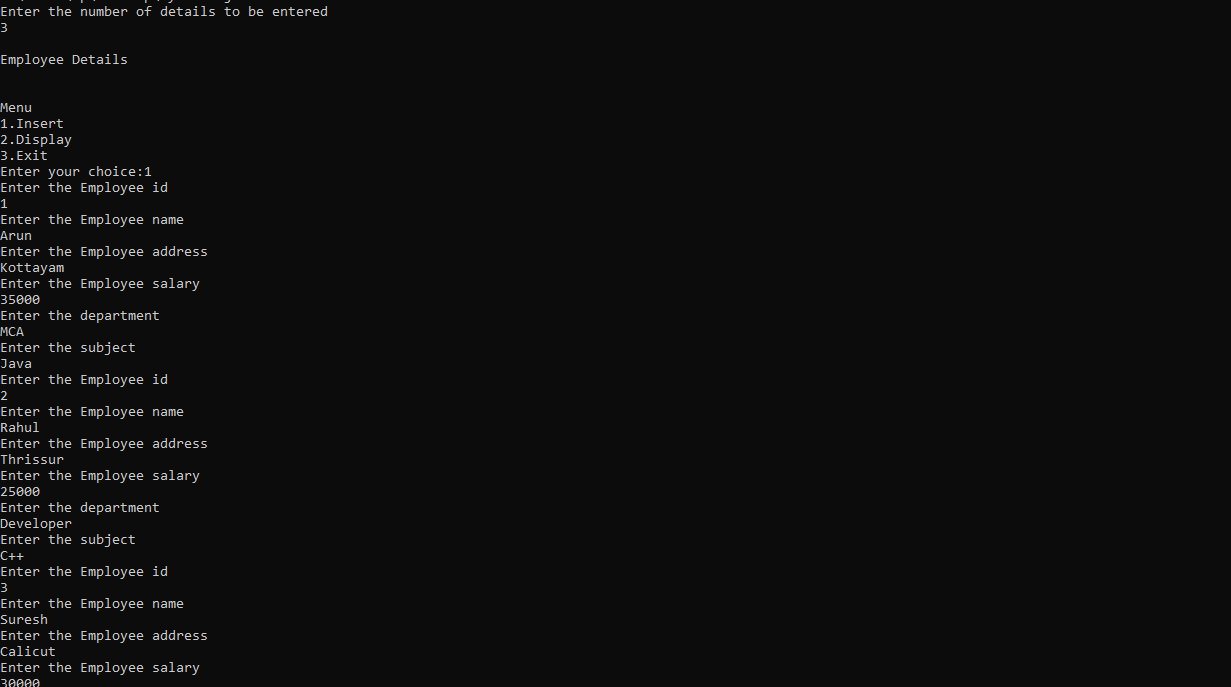 Enter the number of details to be entered
3
Employee Details
Menu
1.Insert
2.Display
3.Exit
Enter your choice:1
Enter the Employee id
1
Enter the Employee name
Arun
Enter the Employee address
Kottayam
Enter the Employee salary
35000
Enter the department
MCA
Enter the subject
Java
Enter the Employee id
2
Enter the Employee name
Rahul
Enter the Employee address
Thrissur
Enter the Employee salary
25000
Enter the department
Developer
Enter the subject
C++
Enter the Employee id
3
Enter the Employee name
Suresh
Enter the Employee address
Calicut
Enter the Employee salary
30000